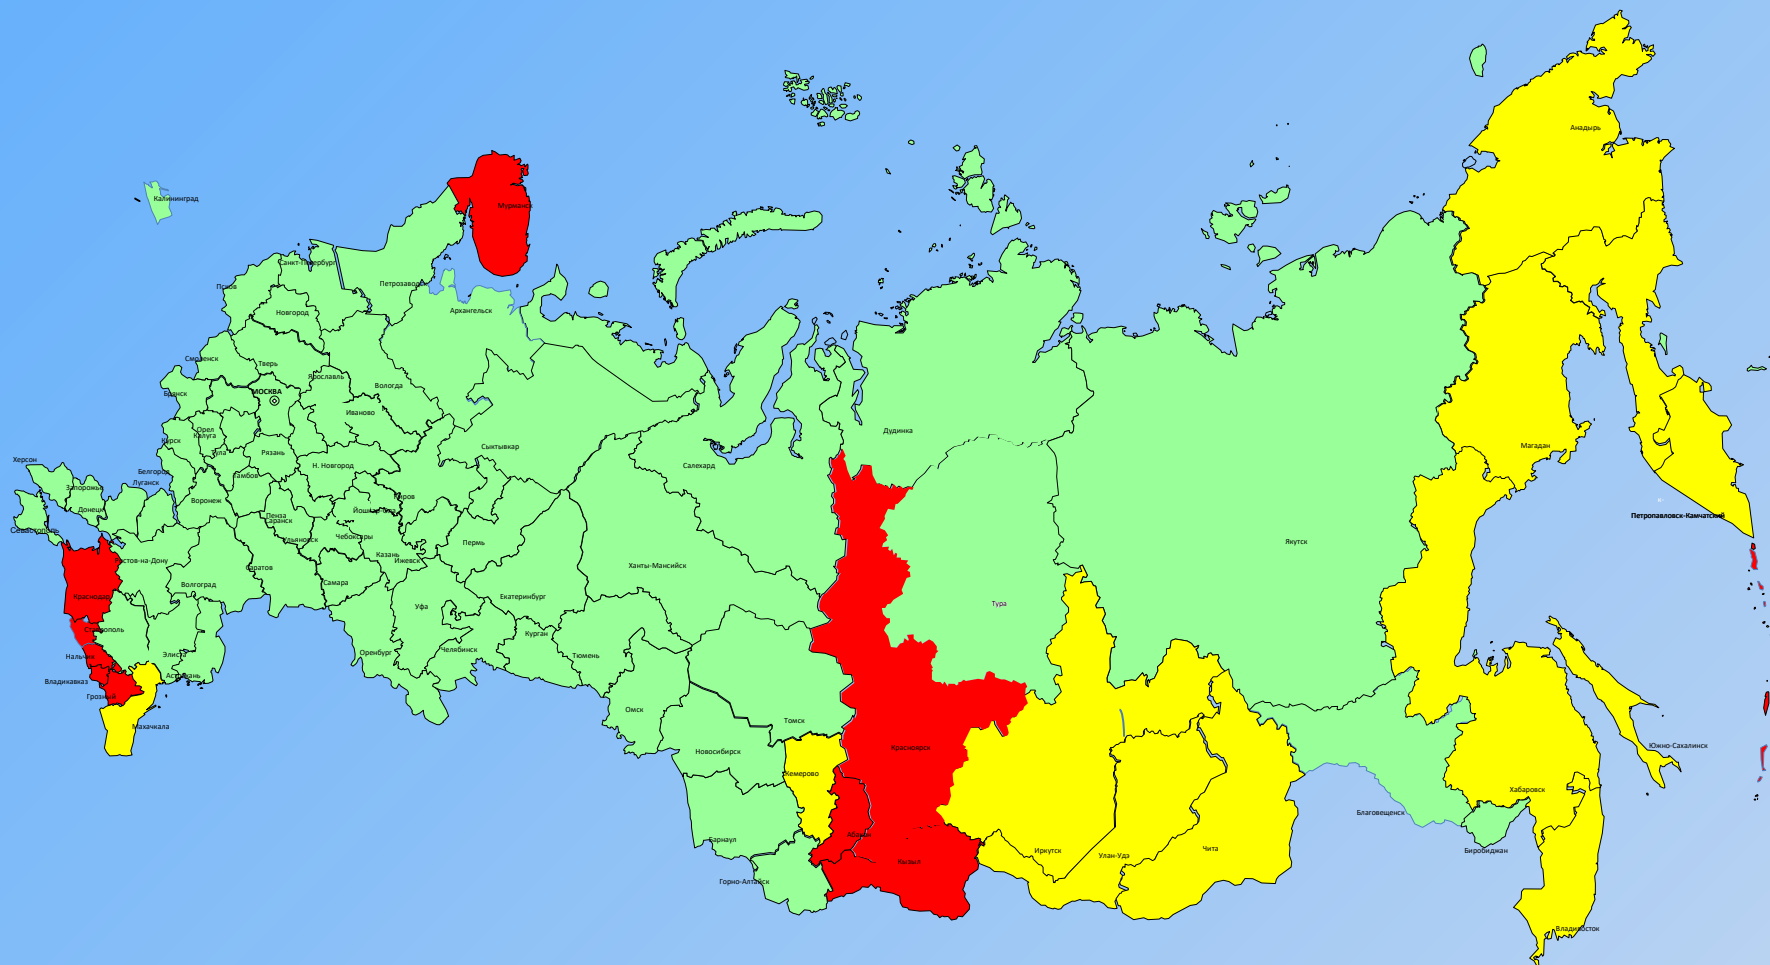 Анадырь
Калининград
Мурманск
Санкт-Петербург
Петрозаводск
Псков
Новгород
Архангельск
Смоленск
Тверь
Ярославль
Вологда
Брянск
МОСКВА
Иваново
Орел
Калуга
Дудинка
Курск
Тула
Рязань
Сыктывкар
Магадан
Херсон
Белгород
Тамбов
Н. Новгород
Салехард
Запорожье
Луганск
Воронеж
Киров
Донецк
Пенза
Йошкар-Ола
Саранск
Петропавловск-Камчатский
Севастополь
Ульяновск
Чебоксары
Пермь
Якутск
Ростов-на-Дону
Казань
Ижевск
Саратов
Ханты-Мансийск
Волгоград
Самара
Краснодар
Уфа
Екатеринбург
Тура
Ставрополь
Курган
Нальчик
Элиста
Оренбург
Челябинск
Тюмень
Владикавказ
Астрахань
Грозный
Омск
Махачкала
Томск
Новосибирск
Красноярск
Южно-Сахалинск
Кемерово
Хабаровск
Благовещенск
Барнаул
Абакан
Иркутск
Улан-Удэ
Чита
Биробиджан
Кызыл
Горно-Алтайск
Владивосток